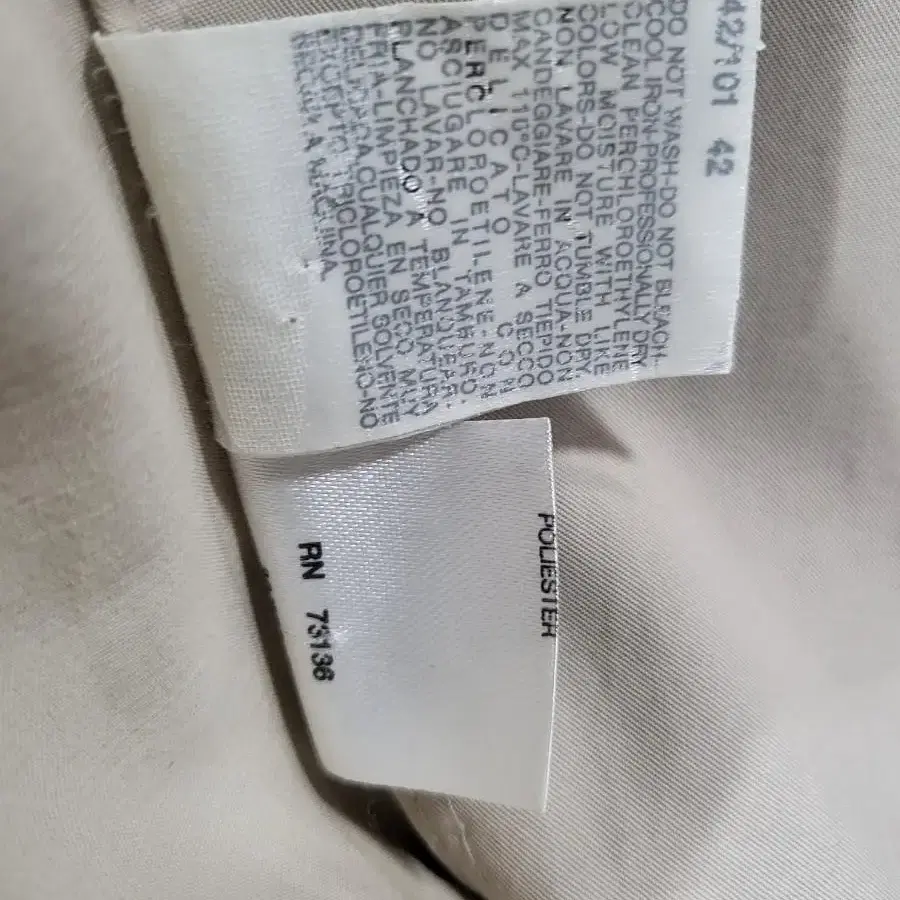 42/101 42
DO NOT WASH-DO NOT BLEACH-
COOL IRON-PROFESSIONALLY DRY
CLEAN PERCHLOROETHYLENE
LOW MOISTURE WITH LIKE
COLORS-DO NOT TUMBLE DRY
NON LAVARE IN ACQUA-NON
CANDEGGIARE-FERRO TIEPIDO
MAX 110°C-LAVARE A SECCO
DELICATO CON
PERCLOROETILENE-NON
ASCIUGARE IN TAMBURO.
NO LAVAR-NO BLANQUEAR.
PLANCHADO A TEMPERATURA
FRIA-LIMPIEZA EN SECO MUY
DELICADA,CUALQUIER SOLVENTE
EXCEPTO TRICLOROETILENO-NO
A MAQUINA
POLIESTER
RN 73136